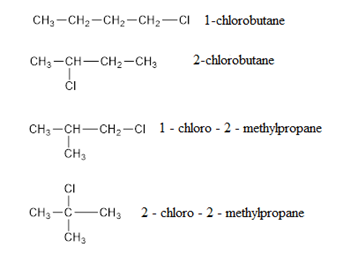 CH₃—CH₂—CH₂—CH₂—Cl 1-chlorobutane
CH₃—CH—CH₂—CH₃ 2-chlorobutane
Cl
CH₃—CH—CH₂—Cl 1 - chloro - 2 - methylpropane
CH₃
Cl
CH₃—C—CH₃ 2 - chloro - 2 - methylpropane
CH₃